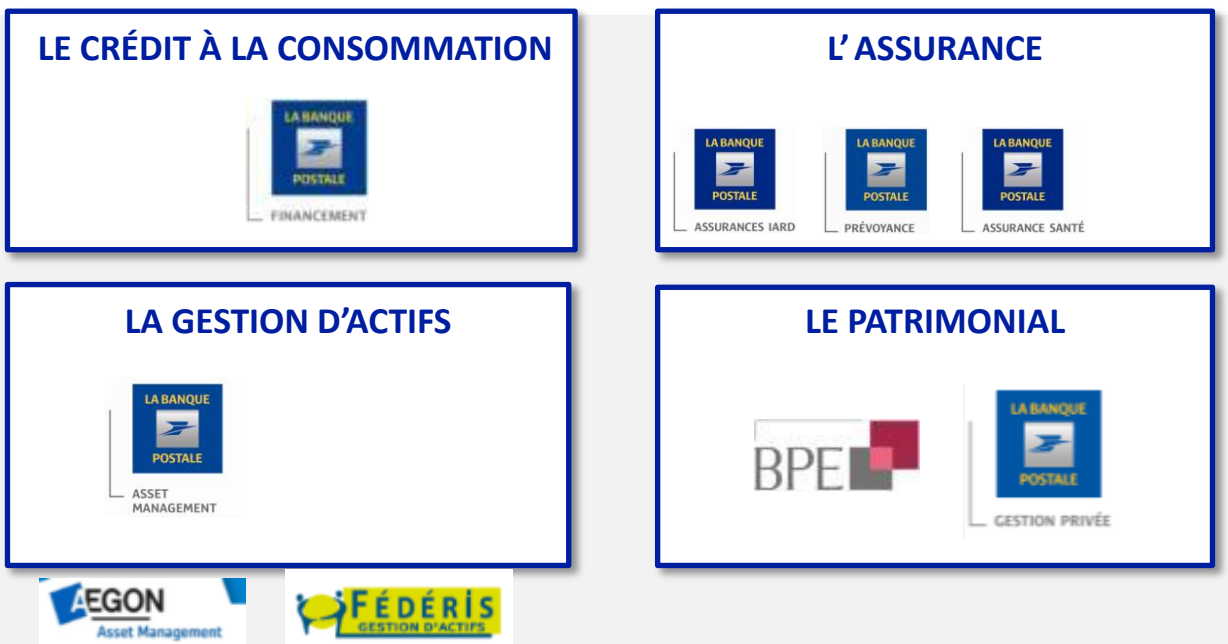 LE CRÉDIT À LA CONSOMMATION
LA BANQUE
POSTALE
FINANCEMENT
L' ASSURANCE
LA BANQUE
POSTALE
ASSURANCES IARD
LA BANQUE
POSTALE
PRÉVOYANCE
LA BANQUE
POSTALE
ASSURANCE SANTÉ
LA GESTION D'ACTIFS
LA BANQUE
POSTALE
ASSET
MANAGEMENT
LE PATRIMONIAL
BPE
LA BANQUE
POSTALE
GESTION PRIVÉE
AEGON
Asset Management
FÉDÉRIS
GESTION D'ACTIFS